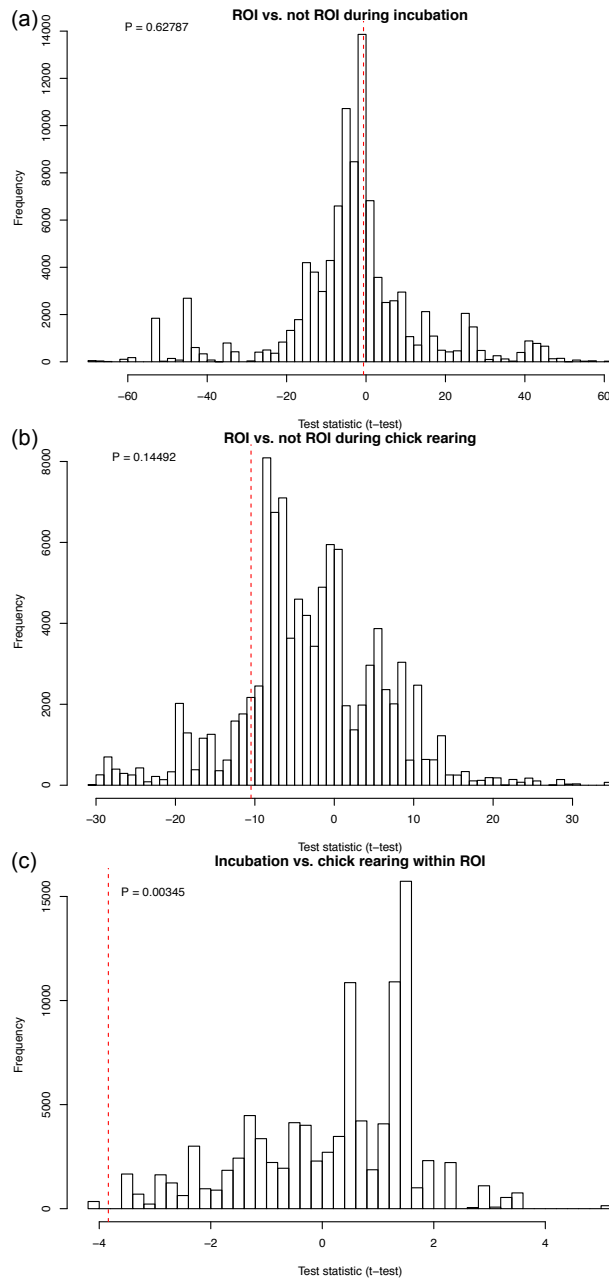 (a)
ROI vs. not ROI during incubation
P = 0.62787
Frequency
0 2000 4000 6000 8000 10000 12000 14000
−60 −40 −20 0 20 40 60
Test statistic (t−test)
(b)
ROI vs. not ROI during chick rearing
P = 0.14492
Frequency
0 2000 4000 6000 8000
−30 −20 −10 0 10 20 30
Test statistic (t−test)
(c)
Incubation vs. chick rearing within ROI
P = 0.00345
Frequency
0 5000 10000 15000
−4 −2 0 2 4
Test statistic (t−test)